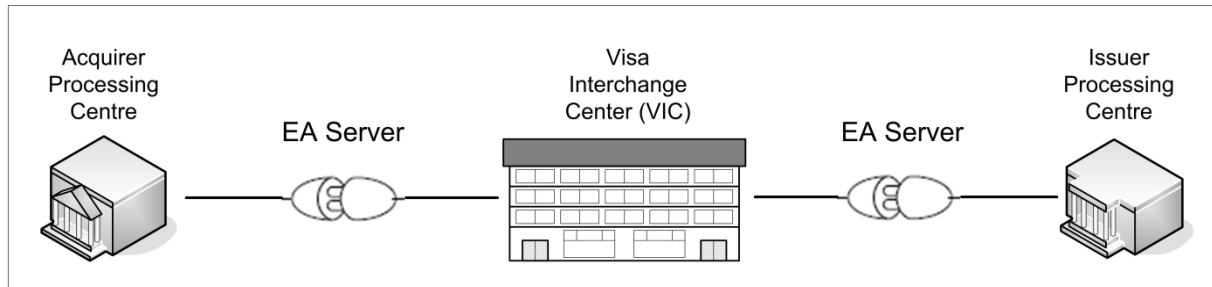 Acquirer
Processing
Centre
EA Server
Visa
Interchange
Center (VIC)
EA Server
Issuer
Processing
Centre